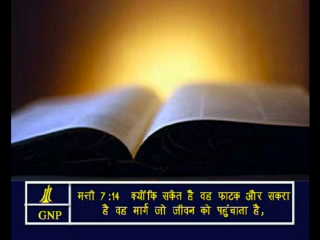 मत्ती 7:14 क्योंकि सकेत है वह फाटक और सकरा
है वह मार्ग जो जीवन को पहुंचाता है,
GNP